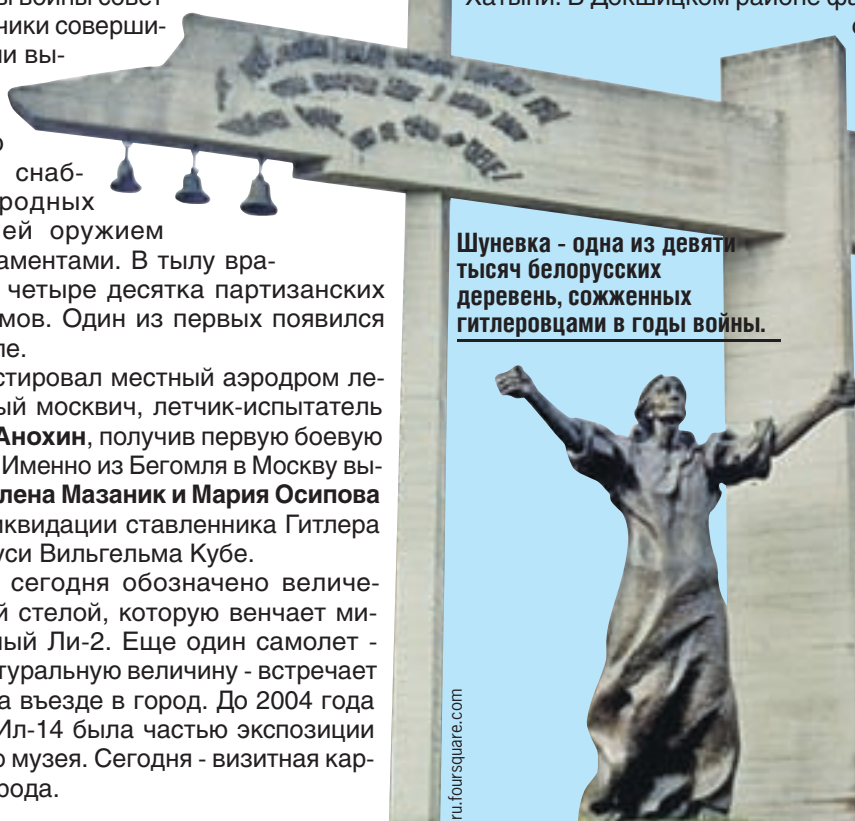 ы войны совет
чики соверши-
ни вы-
о
снаб-
родных
ей оружием
аментами. В тылу вра-
четыре десятка партизанских
мов. Один из первых появился
ле.
стировал местный аэродром ле-
ый москвич, летчик-испытатель
Анохин, получив первую боевую
Именно из Бегомля в Москву вы-
лена Мазаник и Мария Осипова
иквидации ставленника Гитлера
уси Вильгельма Кубе.
сегодня обозначено величе-
й стелой, которую венчает ми-
ный Ли-2. Еще один самолет -
туральную величину - встречает
а въезде в город. До 2004 года
Ил-14 была частью экспозиции
о музея. Сегодня - визитная кар-
рода.
Хатыни. В Докшицком районе фа
Шуневка - одна из девяти
тысяч белорусских
деревень, сожженных
гитлеровцами в годы войны.
ru.foursquare.com